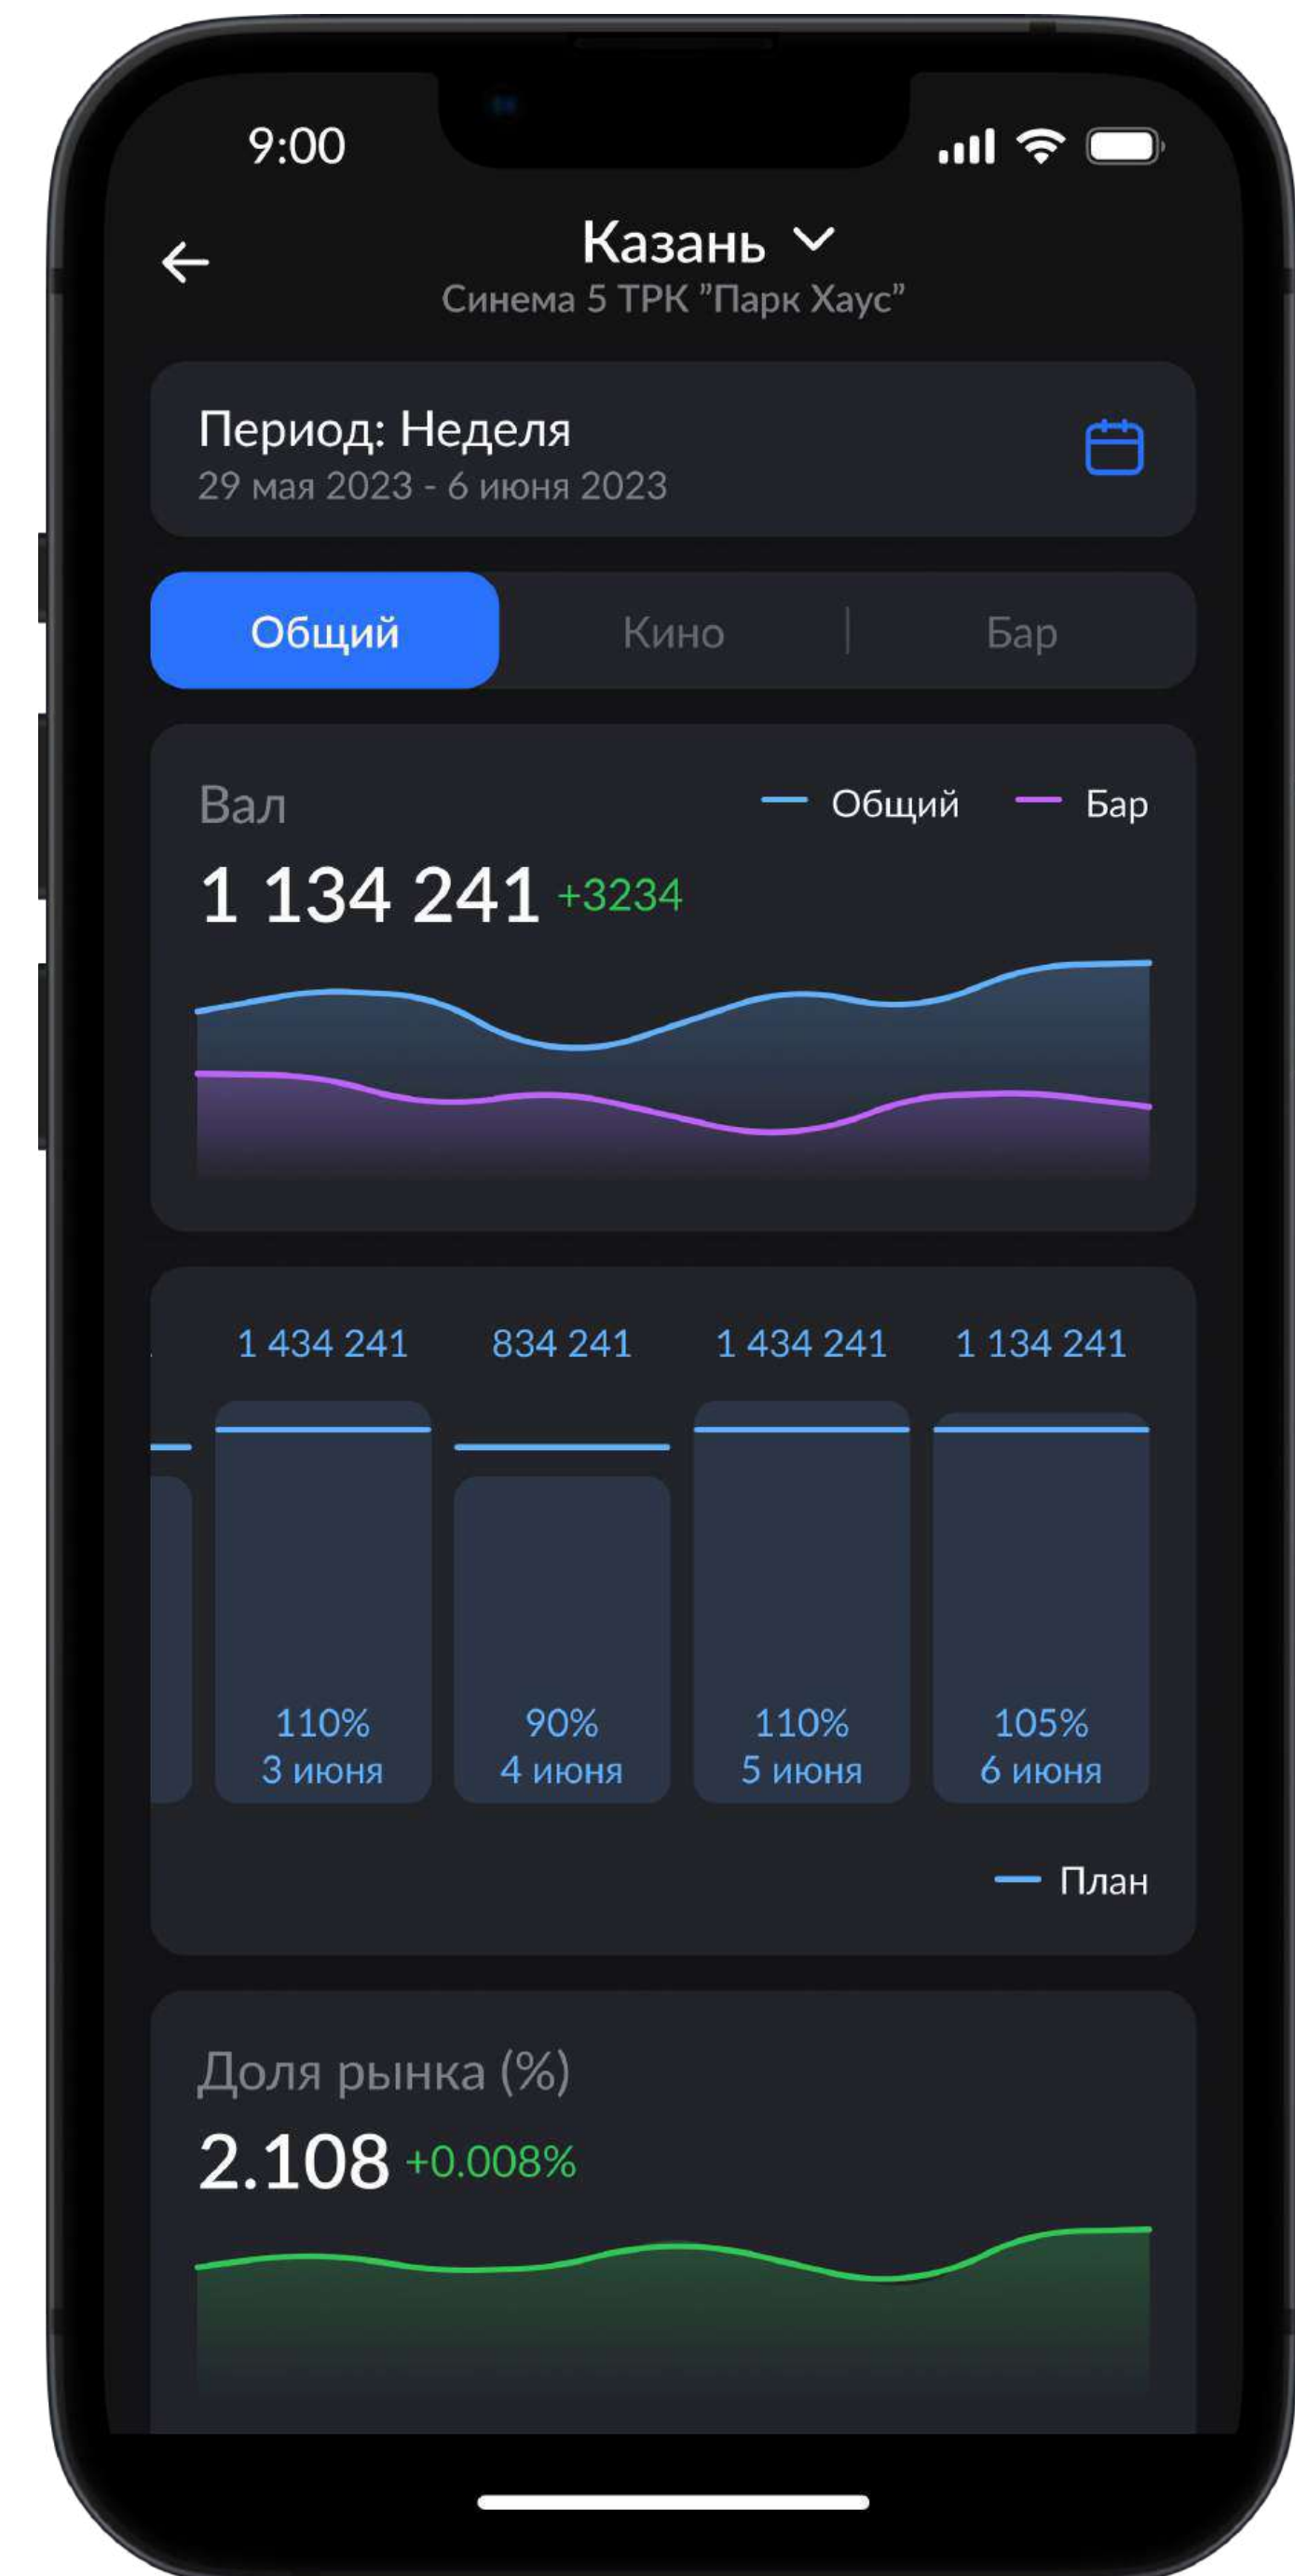 9:00
Казань
Синема 5 ТРК ”Парк Хаус”
Период: Неделя
29 мая 2023 - 6 июня 2023
Общий Кино Бар
Вал Общий Бар
1 134 241 +3234
1 434 241 834 241 1 434 241 1 134 241
110% 90% 110% 105%
3 июня 4 июня 5 июня 6 июня
План
Доля рынка (%)
2.108 +0.008%